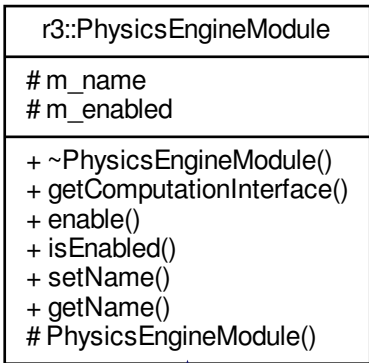 r3::PhysicsEngineModule
# m_name
# m_enabled
+ ~PhysicsEngineModule()
+ getComputationInterface()
+ enable()
+ isEnabled()
+ setName()
+ getName()
# PhysicsEngineModule()